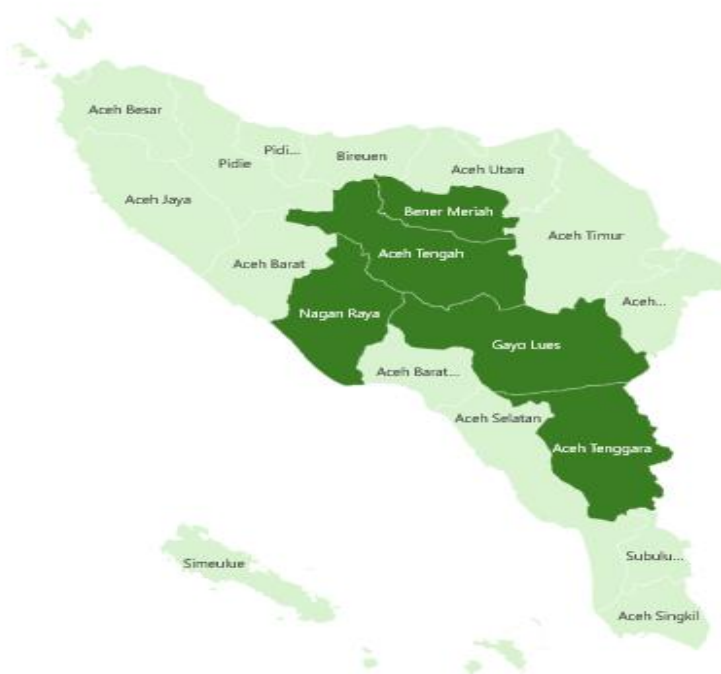 Aceh Besar
Pidi...
Pidie
Bireuen
Aceh Utara
Aceh Jaya
Bener Meriah
Aceh Timur
Aceh Barat
Aceh Tengah
Aceh...
Nagan Raya
Gayo Lues
Aceh Barat...
Aceh Selatan
Aceh Tenggara
Subulu...
Simeulue
Aceh Singkil